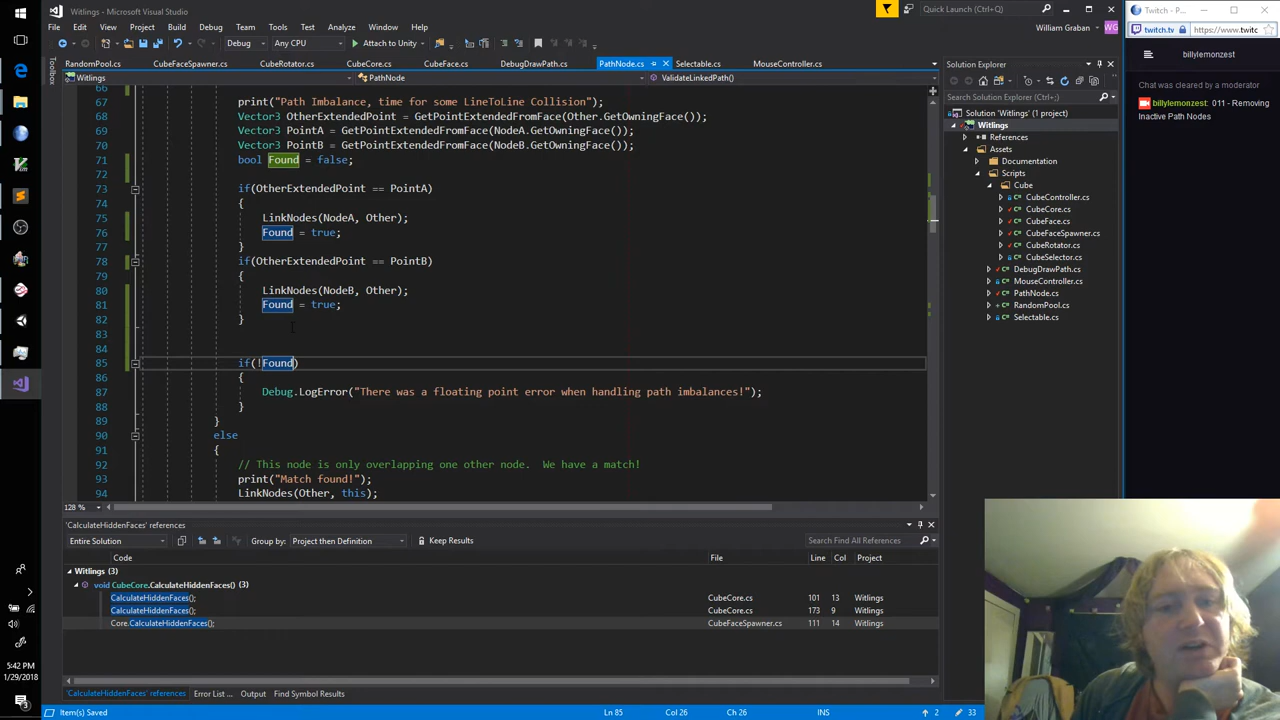 Witlings - Microsoft Visual Studio
Quick Launch (Ctrl+Q)
File Edit View Project Build Debug Team Tools Test Analyze Window Help
William Graban WG
Debug Any CPU Attach to Unity
Toolbox
RandomPool.cs CubeFaceSpawner.cs CubeRotator.cs CubeCore.cs CubeFace.cs DebugDrawPath.cs PathNode.cs Selectable.cs MouseController.cs
Witlings PathNode ValidateLinkedPath()
66
67 print("Math Imbalnce, time for some LineToLine Collision");
68 Vector3 OtherExtendedPoint = GetPointExtendedFromFace(Other.GetOwningFace());
69 Vector3 PointA = GetPointExtendedFromFace(NodeA.GetOwningFace());
70 Vector3 PointB = GetPointExtendedFromFace(NodeB.GetOwningFace());
71 bool Found = false;
72
73 if(OtherExtendedPoint == PointA)
74 {
75 LinkNodes(NodeA, Other);
76 Found = true;
77 }
78 if(OtherExtendedPoint == PointB)
79 {
80 LinkNodes(NodeB, Other);
81 Found = true;
82 }
83
84
85 if(!Found)
86 {
87 Debug.LogError("There was a floating point error when handling path imbalances!");
88 }
89 }
90 else
91 {
92 // This node is only overlapping one other node. We have a match!
93 print("Match found!");
94 LinkNodes(Other, this);
128 %
'CalculateHiddenFaces' references
Entire Solution Group by: Project then Definition Keep Results Search Find All References
Code File Line Col Project
Witlings (3)
void CubeCore.CalculateHiddenFaces() (3)
CalculateHiddenFaces(); CubeCore.cs 101 13 Witlings
CalculateHiddenFaces(); CubeCore.cs 173 9 Witlings
Core.CalculateHiddenFaces(); CubeFaceSpawner.cs 111 14 Witlings
'CalculateHiddenFaces' references Error List ... Output Find Symbol Results
Item(s) Saved Ln 85 Col 26 Ch 26 INS 2 33
Solution Explorer
Search Solution Explorer (Ctrl+;)
Solution 'Witlings' (1 project)
Witlings
References
Assets
Documentation
Scripts
Cube
CubeController.cs
CubeCore.cs
CubeFace.cs
CubeFaceSpawner.cs
CubeRotator.cs
CubeSelector.cs
DebugDrawPath.cs
MouseController.cs
PathNode.cs
RandomPool.cs
Selectable.cs
Twitch - P...
twitch.tv https://www.twitc
billylemonzest
Chat was cleared by a moderator
billylemonzest: 011 - Removing
Inactive Path Nodes
5:42 PM
1/29/2018
3